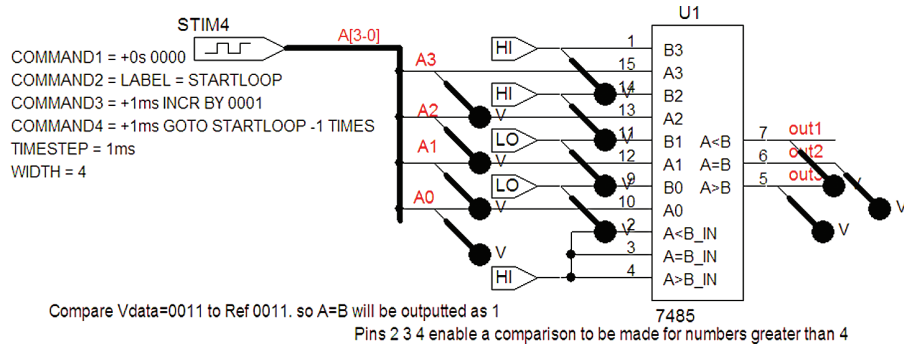 STIM4
U1
A[3-0]
COMMAND1 = +0s 0000
COMMAND2 = LABEL = STARTLOOP
COMMAND3 = +1ms INCR BY 0001
COMMAND4 = +1ms GOTO STARTLOOP -1 TIMES
TIMESTEP = 1ms
WIDTH = 4
HI 1 B3
A3 15 A3
HI 14 B2
V
A2 13 A2
V
LO 11 B1 A<B 7 out1
V
A1 12 A1 A=B 6 out2
V
LO 9 B0 A>B 5 out3
V
V
A0 10 A0
V
V
2 A<B_IN
V
V
3 A=B_IN
V
HI 4 A>B_IN
7485
Compare Vdata=0011 to Ref 0011. so A=B will be outputted as 1
Pins 2 3 4 enable a comparison to be made for numbers greater than 4